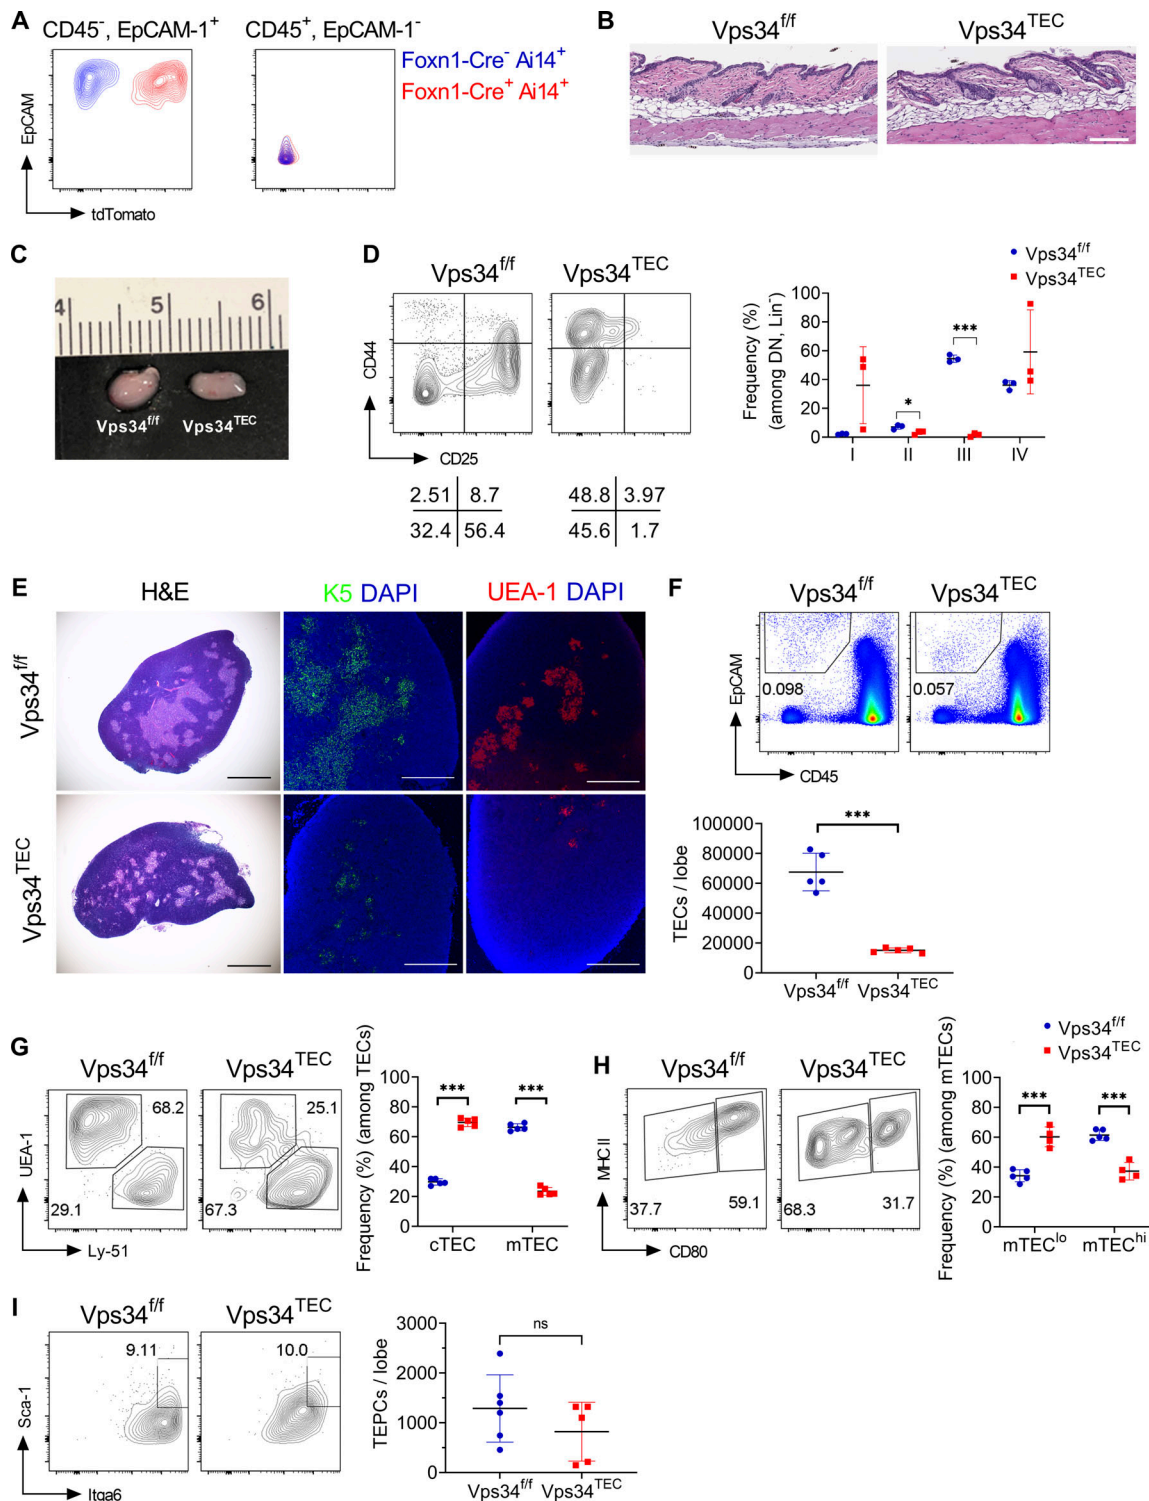 A
CD45⁻, EpCAM-1⁺
CD45⁺, EpCAM-1⁻
Foxn1-Cre⁻ Ai14⁺
Foxn1-Cre⁺ Ai14⁺
EpCAM
tdTomato
B
Vps34f/f
Vps34TEC
C
4 5 6
Vps34f/f
Vps34TEC
D
Vps34f/f
Vps34TEC
CD44
CD25
2.51 8.7
32.4 56.4
48.8 3.97
45.6 1.7
Vps34f/f
Vps34TEC
Frequency (%)
(among DN, Lin⁻)
100
80
60
40
20
0
*
***
I II III IV
E
H&E
K5 DAPI
UEA-1 DAPI
Vps34f/f
Vps34TEC
F
Vps34f/f
Vps34TEC
EpCAM
0.098
0.057
CD45
TECs / lobe
100000
80000
60000
40000
20000
0
***
Vps34f/f
Vps34TEC
G
Vps34f/f
Vps34TEC
UEA-1
68.2
29.1
25.1
67.3
Ly-51
Frequency (%) (among TECs)
100
80
60
40
20
0
*** ***
cTEC mTEC
H
Vps34f/f
Vps34TEC
MHC II
37.7 59.1
68.3 31.7
CD80
Vps34f/f
Vps34TEC
Frequency (%) (among mTECs)
100
80
60
40
20
0
*** ***
mTEClo mTEChi
I
Vps34f/f
Vps34TEC
Sca-1
9.11
10.0
Itga6
TEPCs / lobe
3000
2000
1000
0
ns
Vps34f/f
Vps34TEC